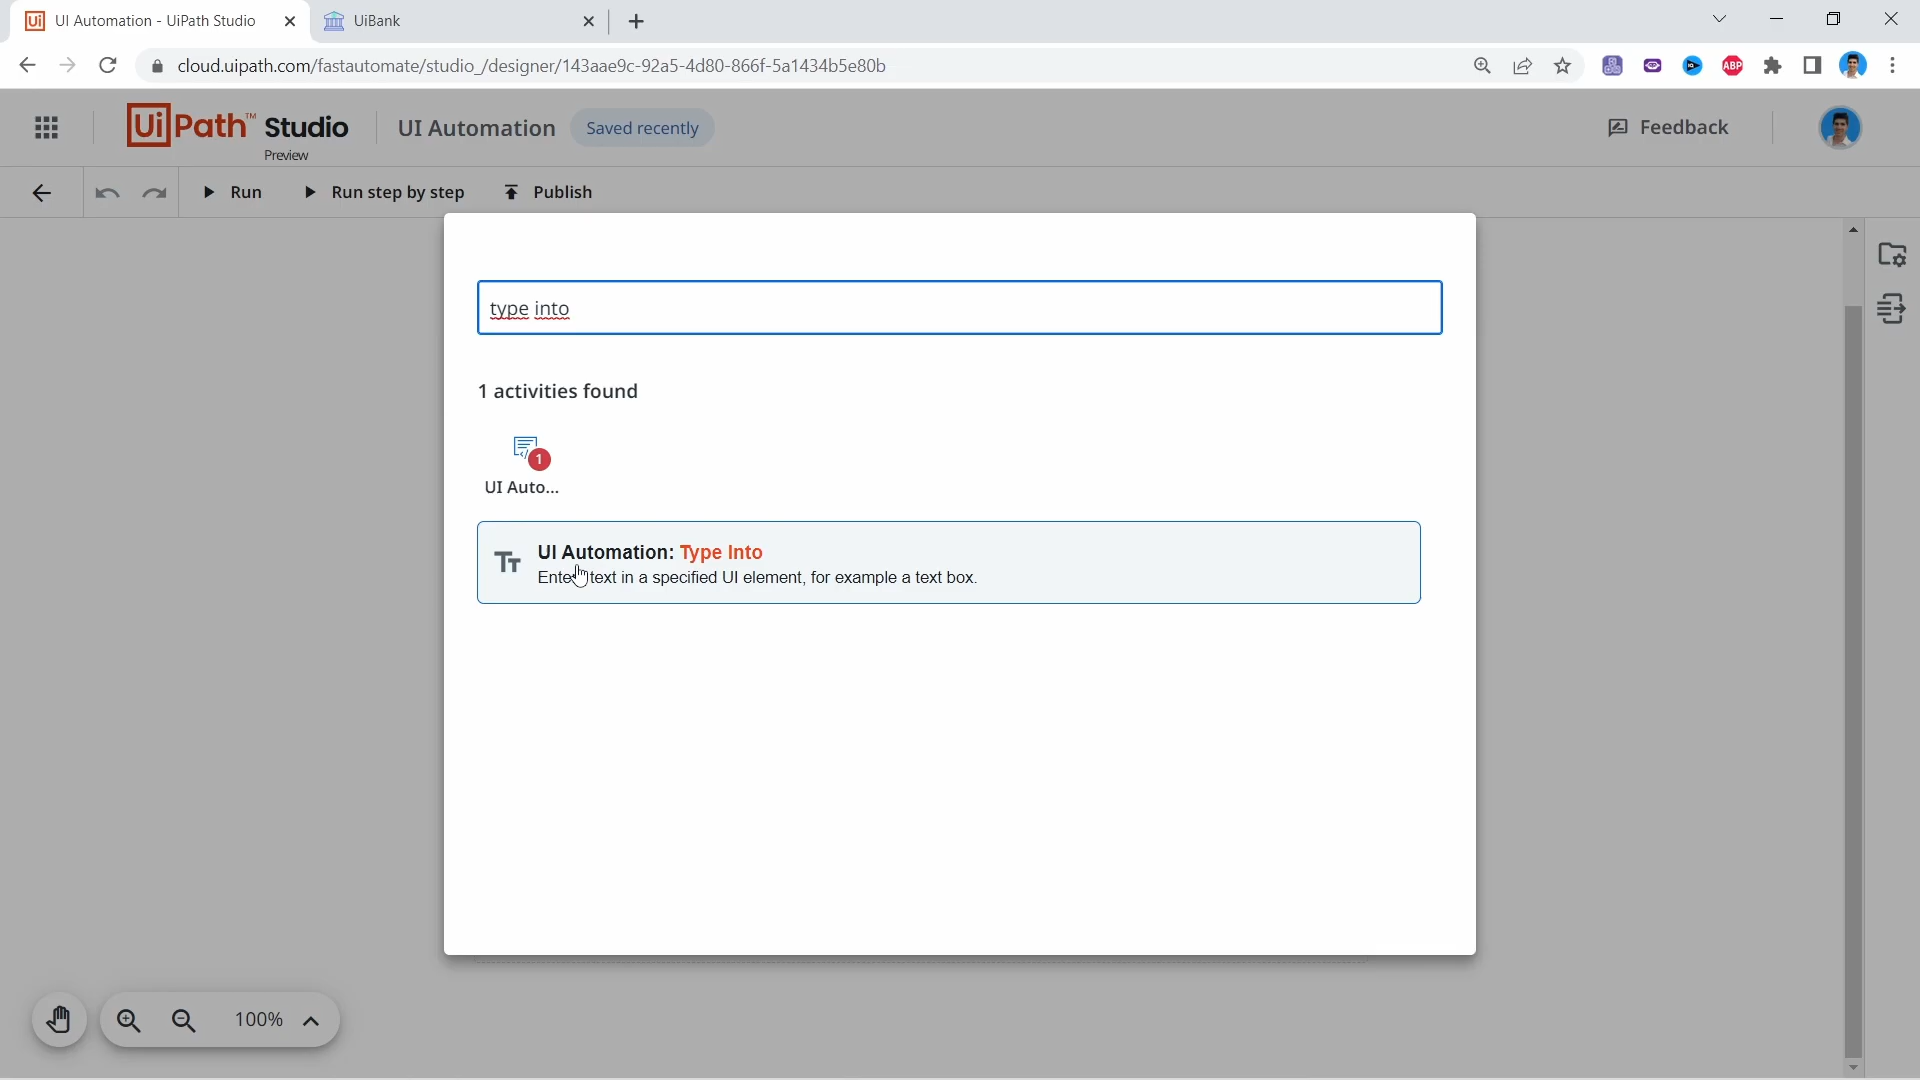 UI Automation - UiPath Studio
UiBank
cloud.uipath.com/fastautomate/studio_/designer/143aae9c-92a5-4d80-866f-5a1434b5e80b
ABP
UiPath™ Studio
Preview
UI Automation
Saved recently
Feedback
Run
Run step by step
Publish
type into
1 activities found
1
UI Auto...
UI Automation: Type Into
Enter text in a specified UI element, for example a text box.
100%